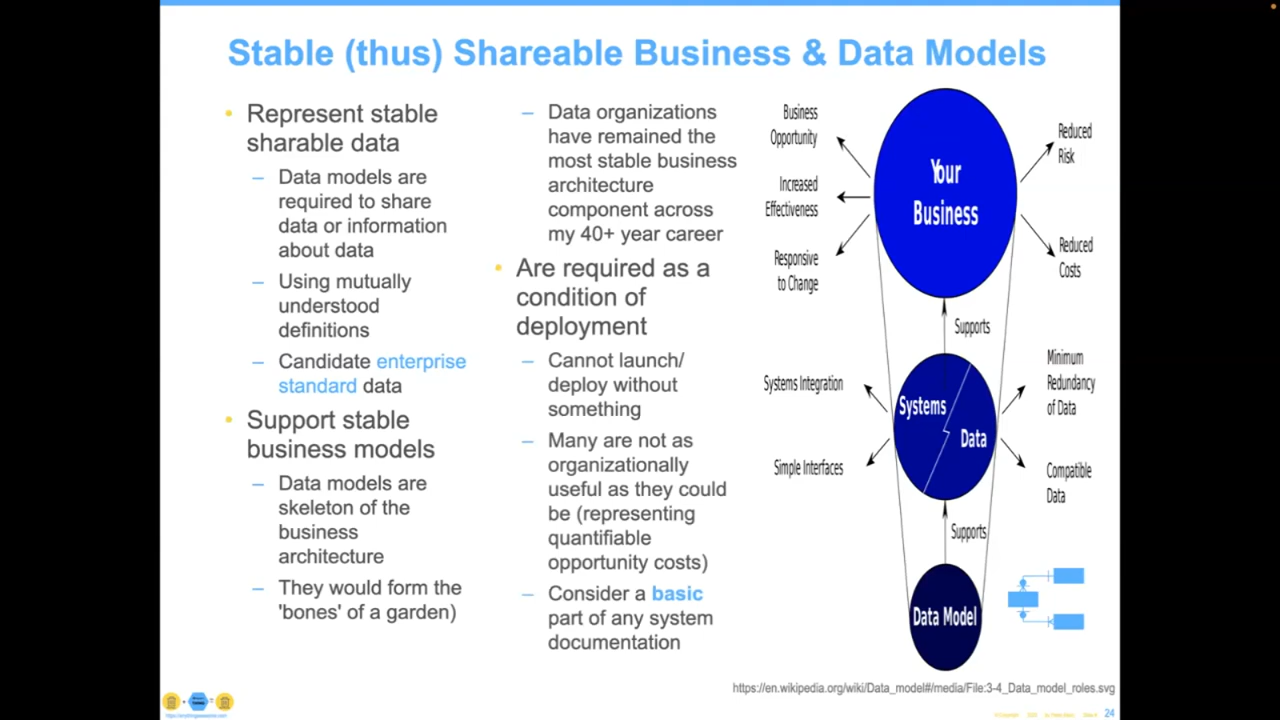 Stable (thus) Shareable Business & Data Models
• Represent stable
sharable data
– Data models are
required to share
data or information
about data
– Using mutually
understood
definitions
– Candidate enterprise
standard data
• Support stable
business models
– Data models are
skeleton of the
business
architecture
– They would form the
'bones' of a garden)
– Data organizations
have remained the
most stable business
architecture
component across
my 40+ year career
• Are required as a
condition of
deployment
– Cannot launch/
deploy without
something
– Many are not as
organizationally
useful as they could
be (representing
quantifiable
opportunity costs)
– Consider a basic
part of any system
documentation
Business
Opportunity
Increased
Effectiveness
Responsive
to Change
Your
Business
Reduced
Risk
Reduced
Costs
Supports
Systems Integration
Simple Interfaces
Systems
Data
Minimum
Redundancy
of Data
Compatible
Data
Supports
Data Model
https://en.wikipedia.org/wiki/Data_model#/media/File:3-4_Data_model_roles.svg
24